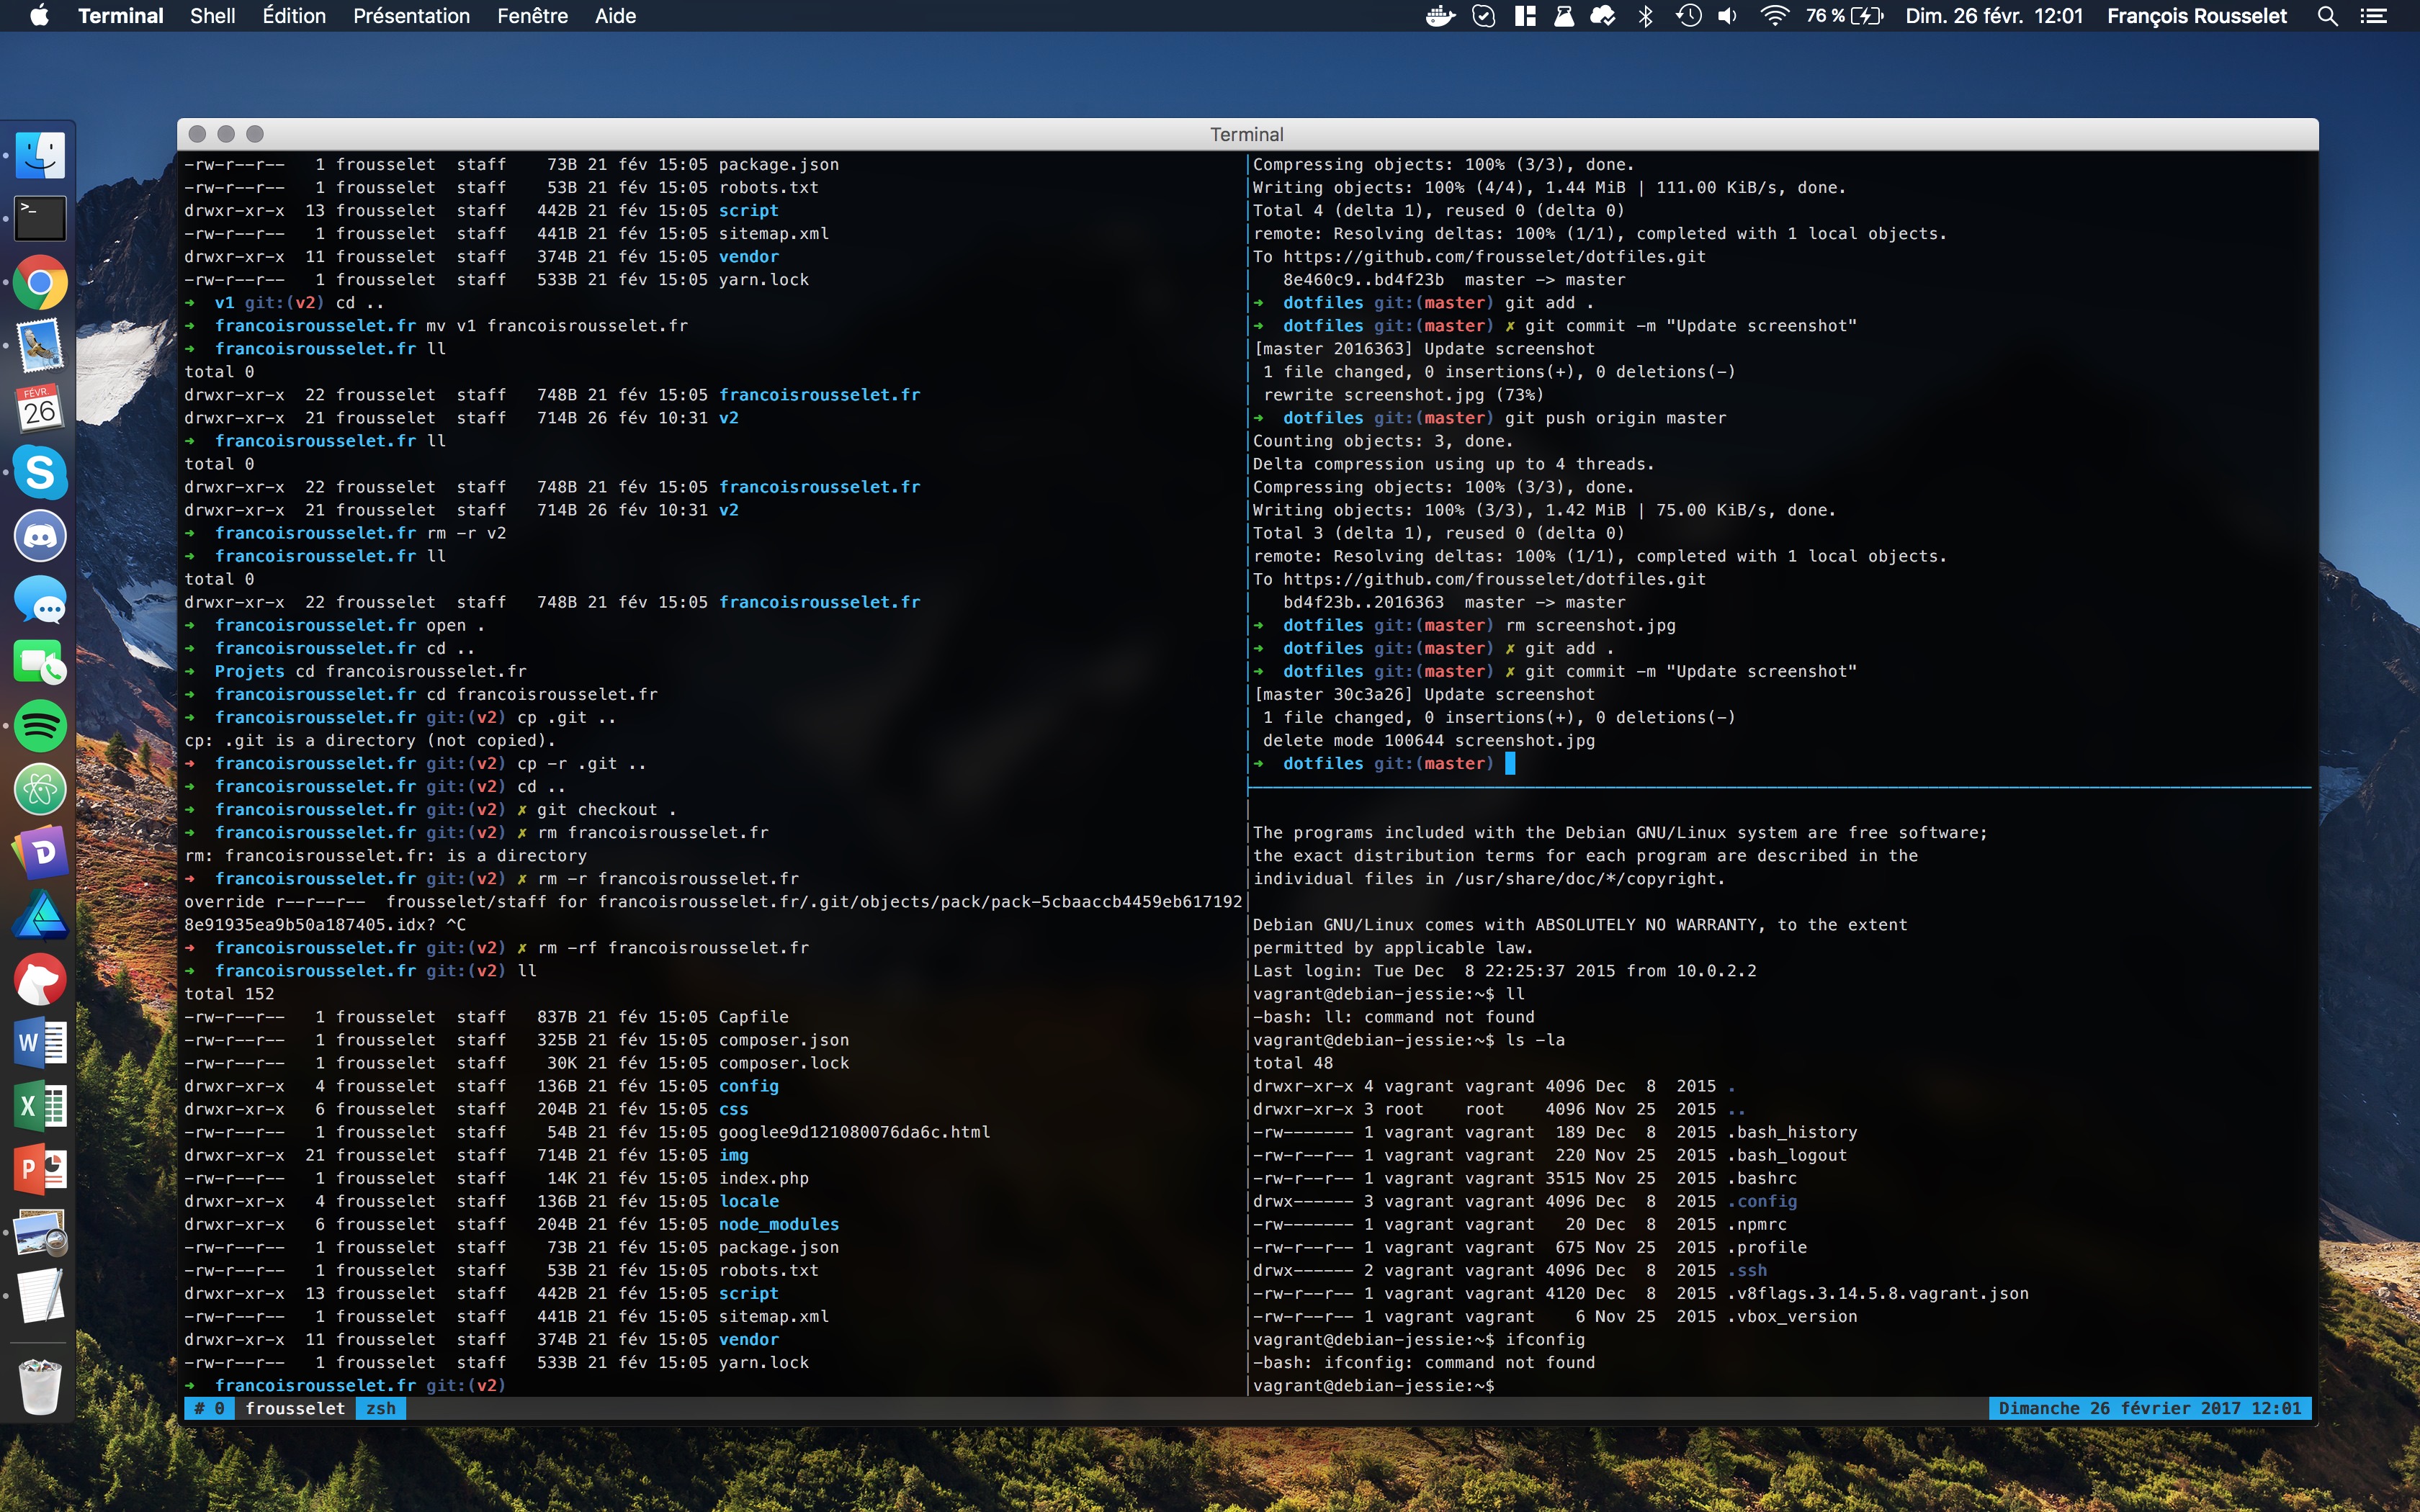 Terminal Shell Édition Présentation Fenêtre Aide
76 % Dim. 26 févr. 12:01 François Rousselet
Terminal
-rw-r--r--   1 frousselet  staff    73B 21 fév 15:05 package.json
-rw-r--r--   1 frousselet  staff    53B 21 fév 15:05 robots.txt
drwxr-xr-x  13 frousselet  staff   442B 21 fév 15:05 script
-rw-r--r--   1 frousselet  staff   441B 21 fév 15:05 sitemap.xml
drwxr-xr-x  11 frousselet  staff   374B 21 fév 15:05 vendor
-rw-r--r--   1 frousselet  staff   533B 21 fév 15:05 yarn.lock
➜  v1 git:(v2) cd ..
➜  francoisrousselet.fr mv v1 francoisrousselet.fr
➜  francoisrousselet.fr ll
total 0
drwxr-xr-x  22 frousselet  staff   748B 21 fév 15:05 francoisrousselet.fr
drwxr-xr-x  21 frousselet  staff   714B 26 fév 10:31 v2
➜  francoisrousselet.fr ll
total 0
drwxr-xr-x  22 frousselet  staff   748B 21 fév 15:05 francoisrousselet.fr
drwxr-xr-x  21 frousselet  staff   714B 26 fév 10:31 v2
➜  francoisrousselet.fr rm -r v2
➜  francoisrousselet.fr ll
total 0
drwxr-xr-x  22 frousselet  staff   748B 21 fév 15:05 francoisrousselet.fr
➜  francoisrousselet.fr open .
➜  francoisrousselet.fr cd ..
➜  Projets cd francoisrousselet.fr
➜  francoisrousselet.fr cd francoisrousselet.fr
➜  francoisrousselet.fr git:(v2) cp .git ..
cp: .git is a directory (not copied).
➜  francoisrousselet.fr git:(v2) cp -r .git ..
➜  francoisrousselet.fr git:(v2) cd ..
➜  francoisrousselet.fr git:(v2) ✗ git checkout .
➜  francoisrousselet.fr git:(v2) ✗ rm francoisrousselet.fr
rm: francoisrousselet.fr: is a directory
➜  francoisrousselet.fr git:(v2) ✗ rm -r francoisrousselet.fr
override r--r--r--  frousselet/staff for francoisrousselet.fr/.git/objects/pack/pack-5cbaaccb4459eb617192
8e91935ea9b50a187405.idx? ^C
➜  francoisrousselet.fr git:(v2) ✗ rm -rf francoisrousselet.fr
➜  francoisrousselet.fr git:(v2) ll
total 152
-rw-r--r--   1 frousselet  staff   837B 21 fév 15:05 Capfile
-rw-r--r--   1 frousselet  staff   325B 21 fév 15:05 composer.json
-rw-r--r--   1 frousselet  staff    30K 21 fév 15:05 composer.lock
drwxr-xr-x   4 frousselet  staff   136B 21 fév 15:05 config
drwxr-xr-x   6 frousselet  staff   204B 21 fév 15:05 css
-rw-r--r--   1 frousselet  staff    54B 21 fév 15:05 googlee9d121080076da6c.html
drwxr-xr-x  21 frousselet  staff   714B 21 fév 15:05 img
-rw-r--r--   1 frousselet  staff    14K 21 fév 15:05 index.php
drwxr-xr-x   4 frousselet  staff   136B 21 fév 15:05 locale
drwxr-xr-x   6 frousselet  staff   204B 21 fév 15:05 node_modules
-rw-r--r--   1 frousselet  staff    73B 21 fév 15:05 package.json
-rw-r--r--   1 frousselet  staff    53B 21 fév 15:05 robots.txt
drwxr-xr-x  13 frousselet  staff   442B 21 fév 15:05 script
-rw-r--r--   1 frousselet  staff   441B 21 fév 15:05 sitemap.xml
drwxr-xr-x  11 frousselet  staff   374B 21 fév 15:05 vendor
-rw-r--r--   1 frousselet  staff   533B 21 fév 15:05 yarn.lock
➜  francoisrousselet.fr git:(v2)
Compressing objects: 100% (3/3), done.
Writing objects: 100% (4/4), 1.44 MiB | 111.00 KiB/s, done.
Total 4 (delta 1), reused 0 (delta 0)
remote: Resolving deltas: 100% (1/1), completed with 1 local objects.
To https://github.com/frousselet/dotfiles.git
   8e460c9..bd4f23b  master -> master
➜  dotfiles git:(master) git add .
➜  dotfiles git:(master) ✗ git commit -m "Update screenshot"
[master 2016363] Update screenshot
 1 file changed, 0 insertions(+), 0 deletions(-)
 rewrite screenshot.jpg (73%)
➜  dotfiles git:(master) git push origin master
Counting objects: 3, done.
Delta compression using up to 4 threads.
Compressing objects: 100% (3/3), done.
Writing objects: 100% (3/3), 1.42 MiB | 75.00 KiB/s, done.
Total 3 (delta 1), reused 0 (delta 0)
remote: Resolving deltas: 100% (1/1), completed with 1 local objects.
To https://github.com/frousselet/dotfiles.git
   bd4f23b..2016363  master -> master
➜  dotfiles git:(master) rm screenshot.jpg
➜  dotfiles git:(master) ✗ git add .
➜  dotfiles git:(master) ✗ git commit -m "Update screenshot"
[master 30c3a26] Update screenshot
 1 file changed, 0 insertions(+), 0 deletions(-)
 delete mode 100644 screenshot.jpg
➜  dotfiles git:(master)
The programs included with the Debian GNU/Linux system are free software;
the exact distribution terms for each program are described in the
individual files in /usr/share/doc/*/copyright.
Debian GNU/Linux comes with ABSOLUTELY NO WARRANTY, to the extent
permitted by applicable law.
Last login: Tue Dec  8 22:25:37 2015 from 10.0.2.2
vagrant@debian-jessie:~$ ll
-bash: ll: command not found
vagrant@debian-jessie:~$ ls -la
total 48
drwxr-xr-x 4 vagrant vagrant 4096 Dec  8  2015 .
drwxr-xr-x 3 root    root    4096 Nov 25  2015 ..
-rw------- 1 vagrant vagrant  189 Dec  8  2015 .bash_history
-rw-r--r-- 1 vagrant vagrant  220 Nov 25  2015 .bash_logout
-rw-r--r-- 1 vagrant vagrant 3515 Nov 25  2015 .bashrc
drwx------ 3 vagrant vagrant 4096 Dec  8  2015 .config
-rw------- 1 vagrant vagrant   20 Dec  8  2015 .npmrc
-rw-r--r-- 1 vagrant vagrant  675 Nov 25  2015 .profile
drwx------ 2 vagrant vagrant 4096 Dec  8  2015 .ssh
-rw-r--r-- 1 vagrant vagrant 4120 Dec  8  2015 .v8flags.3.14.5.8.vagrant.json
-rw-r--r-- 1 vagrant vagrant    6 Nov 25  2015 .vbox_version
vagrant@debian-jessie:~$ ifconfig
-bash: ifconfig: command not found
vagrant@debian-jessie:~$
# 0 frousselet zsh
Dimanche 26 février 2017 12:01
>_
FÉVR.
26
S
D
W
X
P